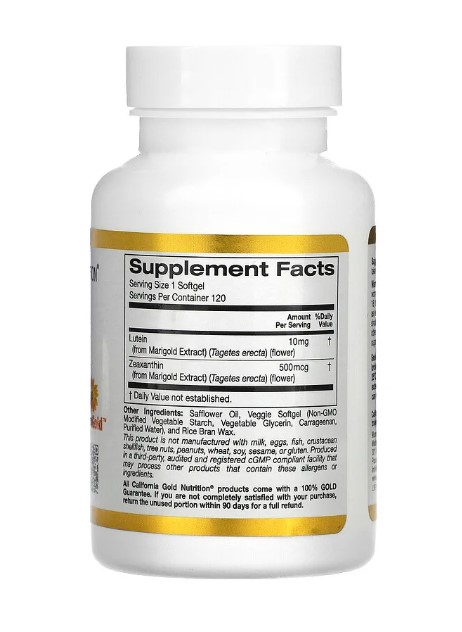 Supplement Facts
Serving Size 1 Softgel
Servings Per Container 120
Amount %Daily
Per Serving Value
Lutein 10mg †
(from Marigold Extract) (Tagetes erecta) (flower)
Zeaxanthin 500mcg †
(from Marigold Extract) (Tagetes erecta) (flower)
† Daily Value not established.
Other Ingredients: Safflower Oil, Veggie Softgel (Non-GMO
Modified Vegetable Starch, Vegetable Glycerin, Carrageenan,
Purified Water), and Rice Bran Wax.
This product is not manufactured with milk, eggs, fish, crustacean
shellfish, tree nuts, peanuts, wheat, soy, sesame, or gluten. Produced
in a third-party, audited and registered cGMP compliant facility that
may process other products that contain these allergens or
ingredients.
All California Gold Nutrition® products come with a 100% GOLD
Guarantee. If you are not completely satisfied with your purchase,
return the unused portion within 90 days for a full refund.